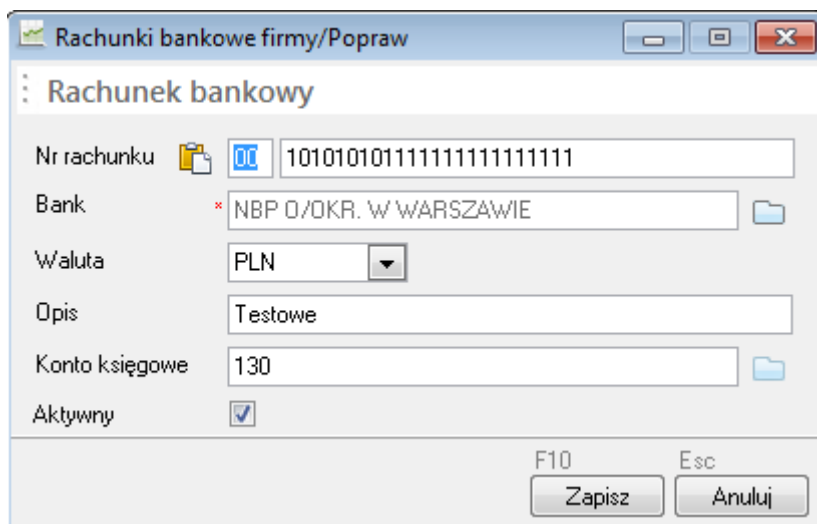 Rachunki bankowe firmy/Popraw
Rachunek bankowy
Nr rachunku 00 101010101111111111111111
Bank * NBP O/OKR. W WARSZAWIE
Waluta PLN
Opis Testowe
Konto księgowe 130
Aktywny
F10 Esc
Zapisz Anuluj